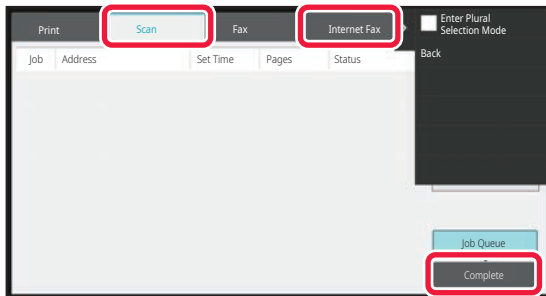 Print Scan Fax Internet Fax
Enter Plural
Selection Mode
Job Address Set Time Pages Status
Back
Job Queue
Complete